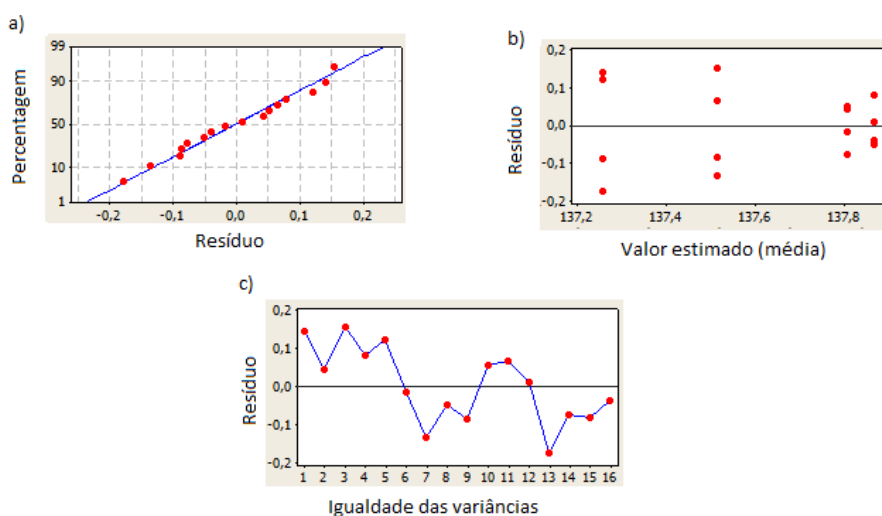 a)
Percentagem
99
90
50
10
1
-0,2 -0,1 0,0 0,1 0,2
Resíduo
b)
Resíduo
0,2
0,1
0,0
-0,1
-0,2
137,2 137,4 137,6 137,8
Valor estimado (média)
c)
Resíduo
0,2
0,1
0,0
-0,1
-0,2
1 2 3 4 5 6 7 8 9 10 11 12 13 14 15 16
Igualdade das variâncias